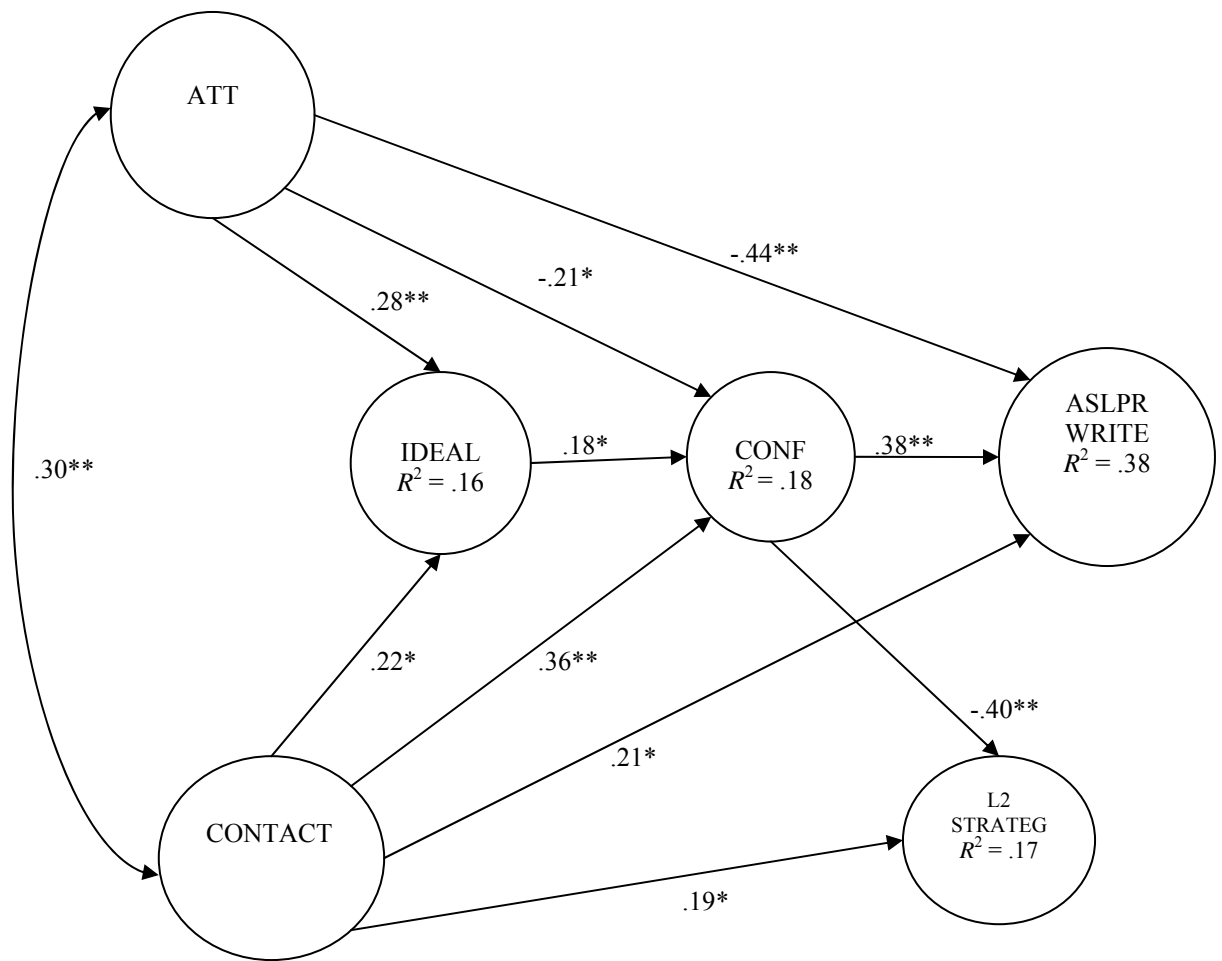 ATT
-.44**
-.21*
.28**
.30**
IDEAL
R² = .16
.18*
CONF
R² = .18
.38**
ASLPR
WRITE
R² = .38
.22*
.36**
.21*
-.40**
CONTACT
L2
STRATEG
R² = .17
.19*